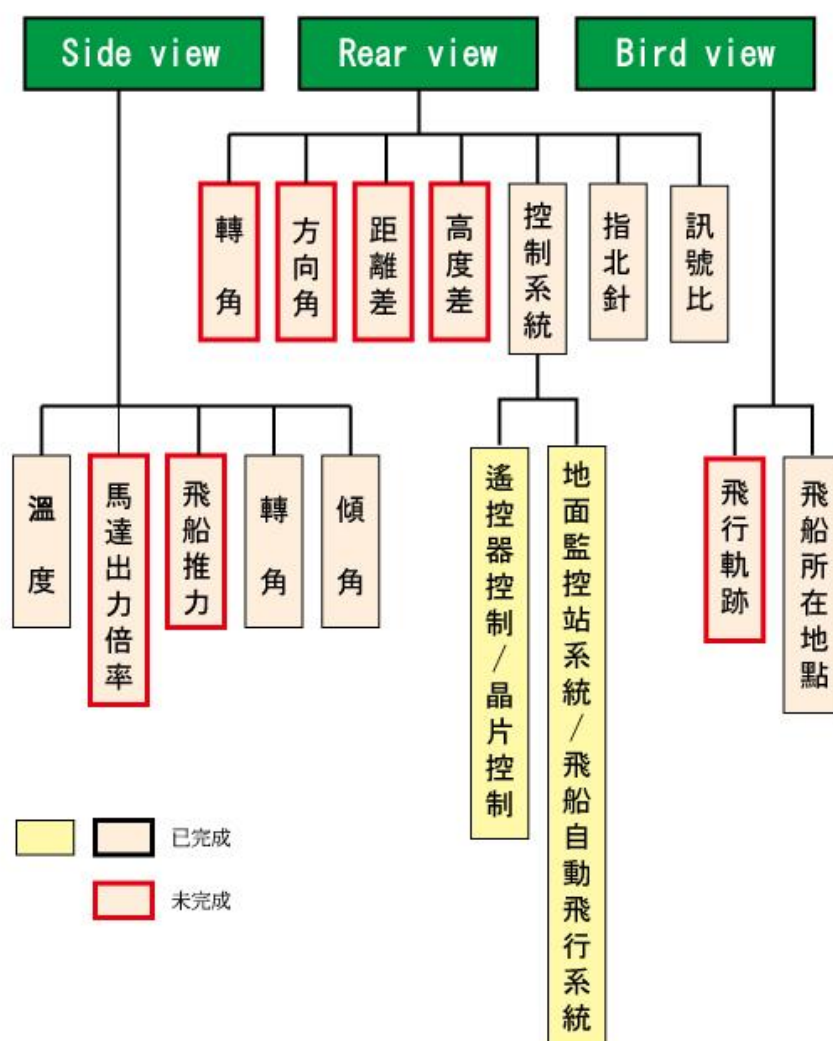 Side view
Rear view
Bird view
轉角
方向角
距離差
高度差
控制系統
指北針
訊號比
溫度
馬達出力倍率
飛船推力
轉角
傾角
遙控器控制/晶片控制
地面監控站系統/飛船自動飛行系統
飛行軌跡
飛船所在地點
已完成
未完成